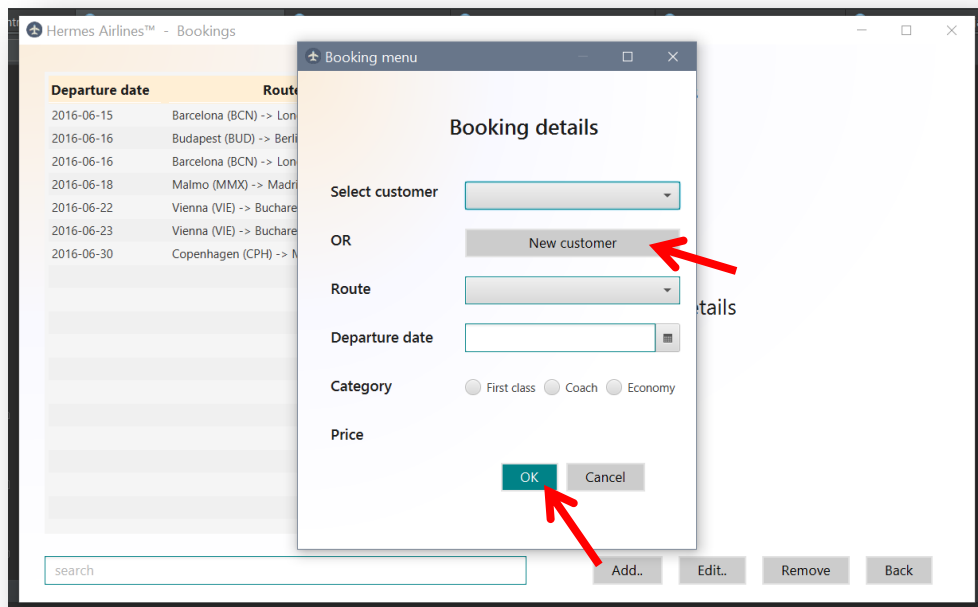 Hermes Airlines™ - Bookings
Booking menu
Departure date Route
2016-06-15 Barcelona (BCN) -> Lon
2016-06-16 Budapest (BUD) -> Berli
2016-06-16 Barcelona (BCN) -> Lon
2016-06-18 Malmo (MMX) -> Madri
2016-06-22 Vienna (VIE) -> Buchare
2016-06-23 Vienna (VIE) -> Buchare
2016-06-30 Copenhagen (CPH) -> M
Booking details
Select customer
OR New customer
Route
Departure date
Category First class Coach Economy
Price
OK Cancel
etails
search Add.. Edit.. Remove Back